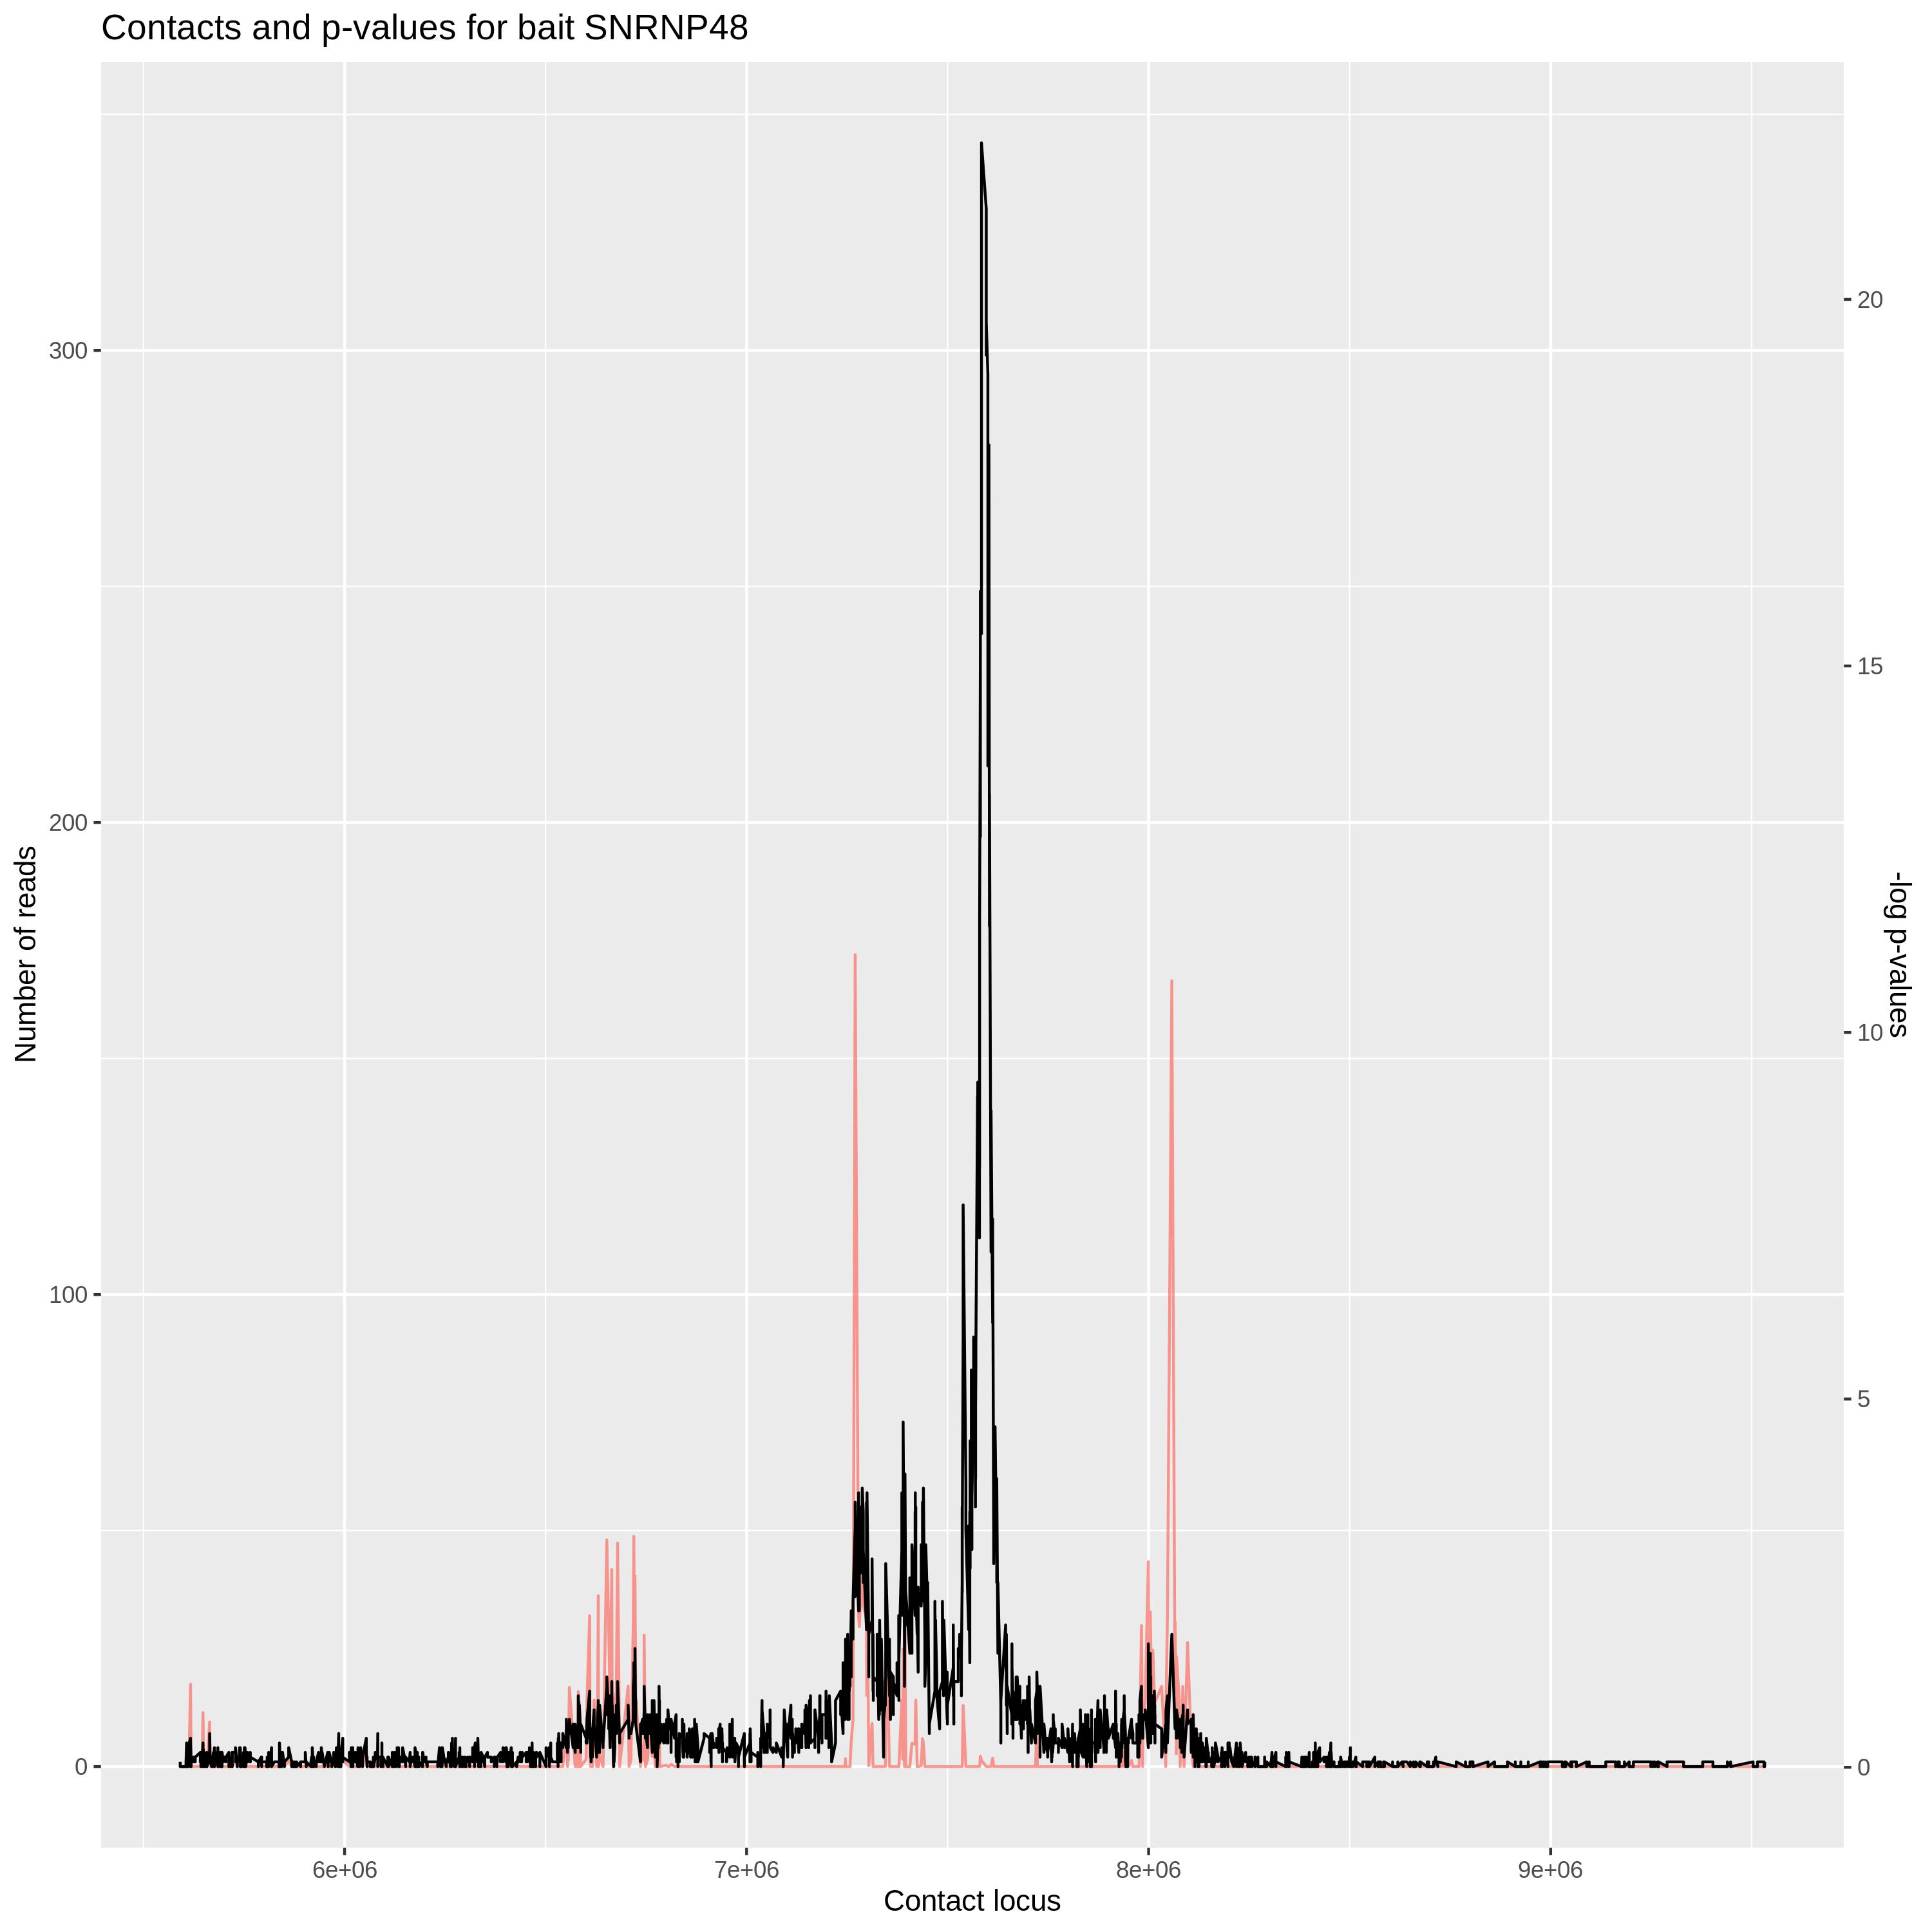 Contacts and p-values for bait SNRNP48
300
200
100
0
Number of reads
20
15
10
5
0
-log p-values
6e+06
7e+06
8e+06
9e+06
Contact locus